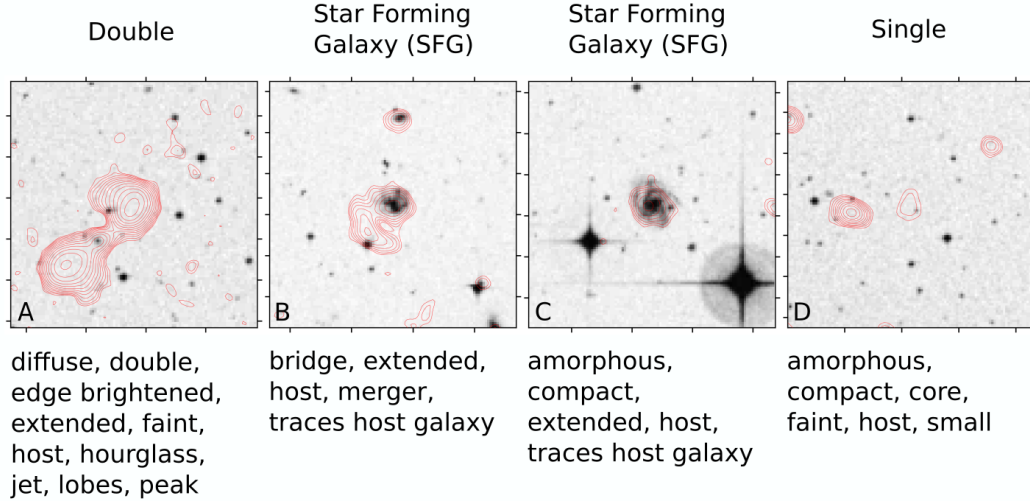 Double
Star Forming
Galaxy (SFG)
Star Forming
Galaxy (SFG)
Single
A
B
C
D
diffuse, double,
edge brightened,
extended, faint,
host, hourglass,
jet, lobes, peak
bridge, extended,
host, merger,
traces host galaxy
amorphous,
compact,
extended, host,
traces host galaxy
amorphous,
compact, core,
faint, host, small